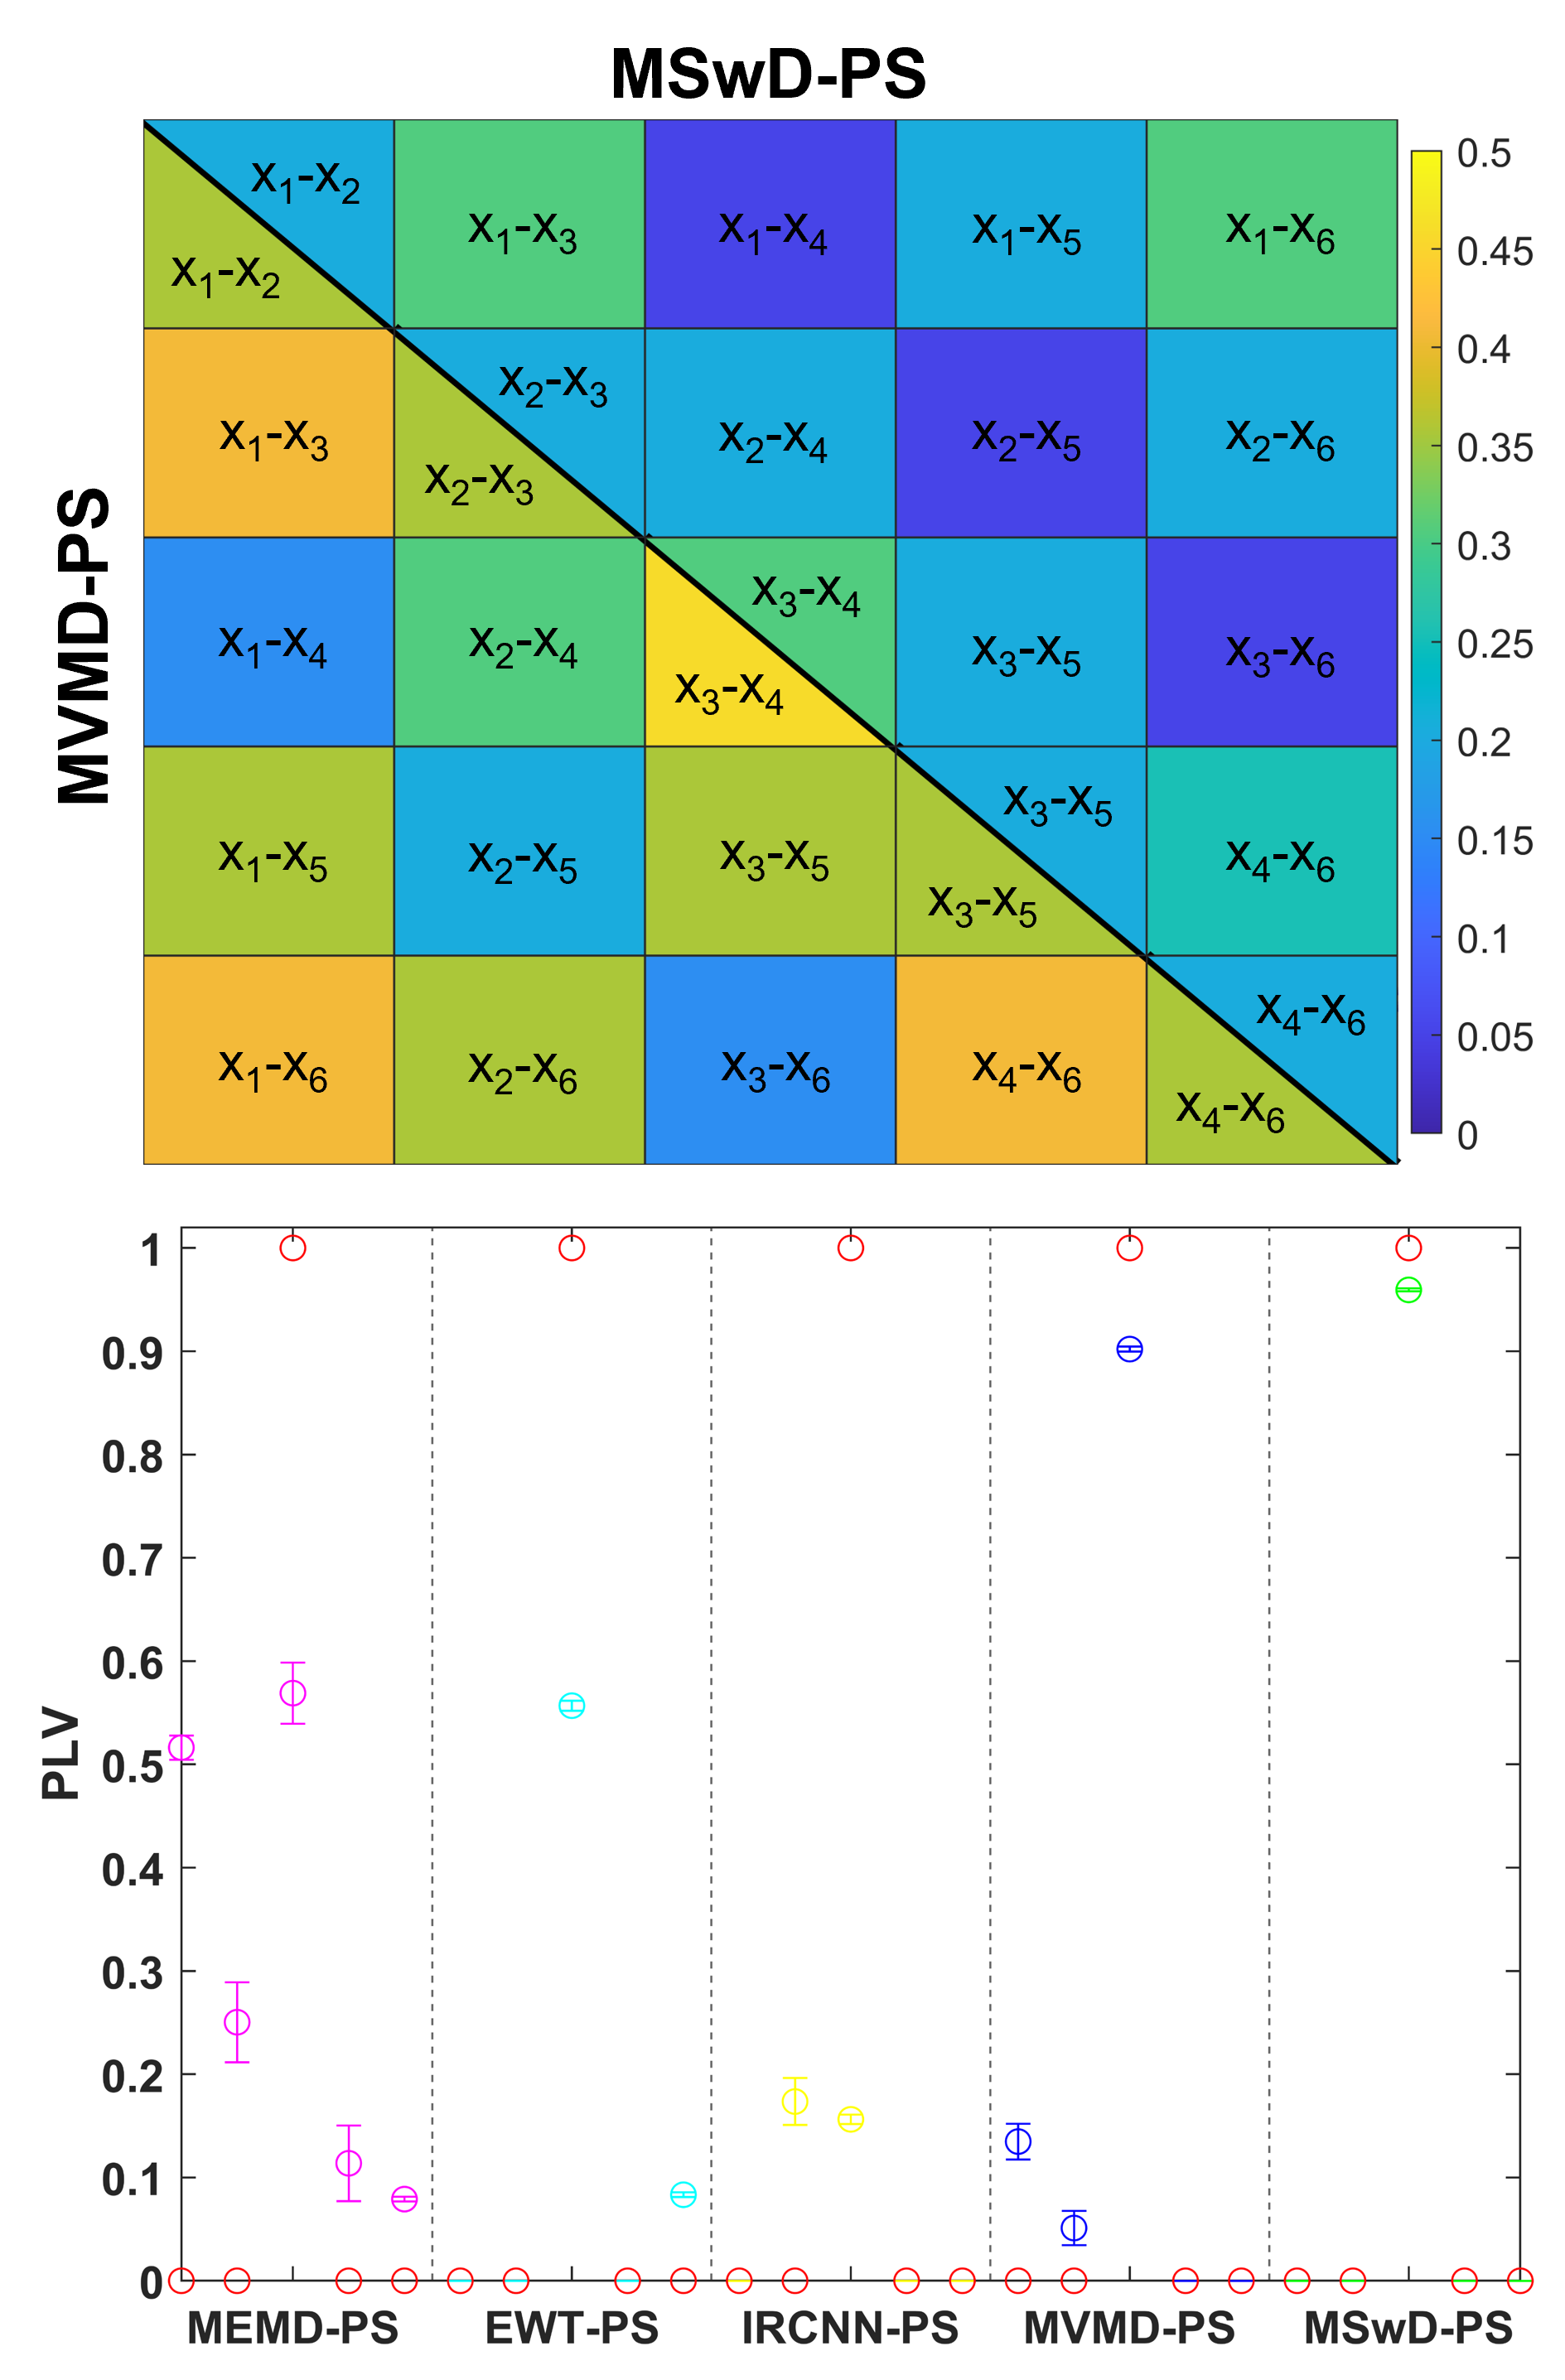 MSwD-PS
MVMD-PS
x₁-x₂ x₁-x₃ x₁-x₄ x₁-x₅ x₁-x₆
x₁-x₂
x₂-x₃ x₂-x₄ x₂-x₅ x₂-x₆
x₁-x₃ x₂-x₃
x₃-x₄ x₃-x₅ x₃-x₆
x₁-x₄ x₂-x₄ x₃-x₄
x₃-x₅ x₄-x₆
x₁-x₅ x₂-x₅ x₃-x₅ x₃-x₅
x₄-x₆
x₁-x₆ x₂-x₆ x₃-x₆ x₄-x₆ x₄-x₆
0.5
0.45
0.4
0.35
0.3
0.25
0.2
0.15
0.1
0.05
0
PLV
1
0.9
0.8
0.7
0.6
0.5
0.4
0.3
0.2
0.1
0
MEMD-PS EWT-PS IRCNN-PS MVMD-PS MSwD-PS